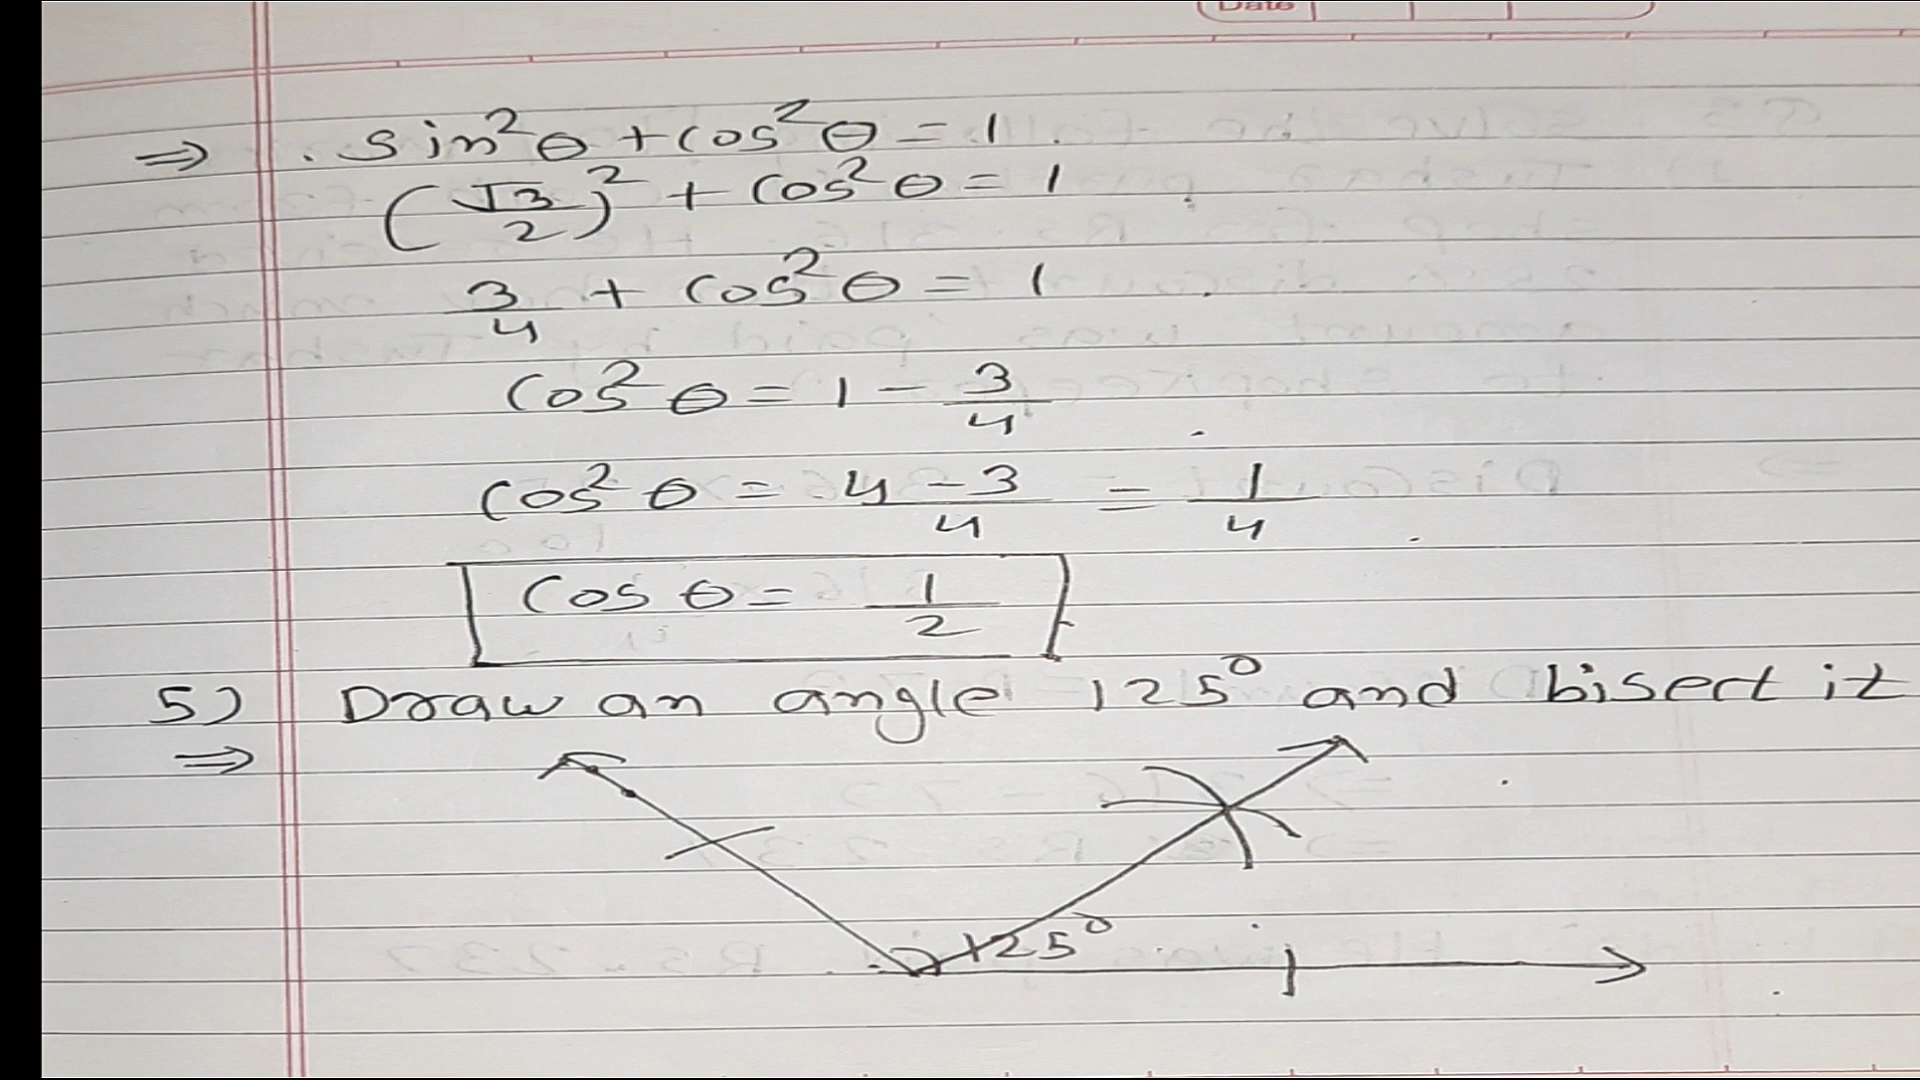 Date
⇒ . sin²θ + cos²θ = 1
(√3/2)² + cos²θ = 1
3/4 + cos²θ = 1
cos²θ = 1 - 3/4
cos²θ = 4-3/4 = 1/4
cos θ = 1/2
5) Draw an angle 125° and bisect it
⇒
125°